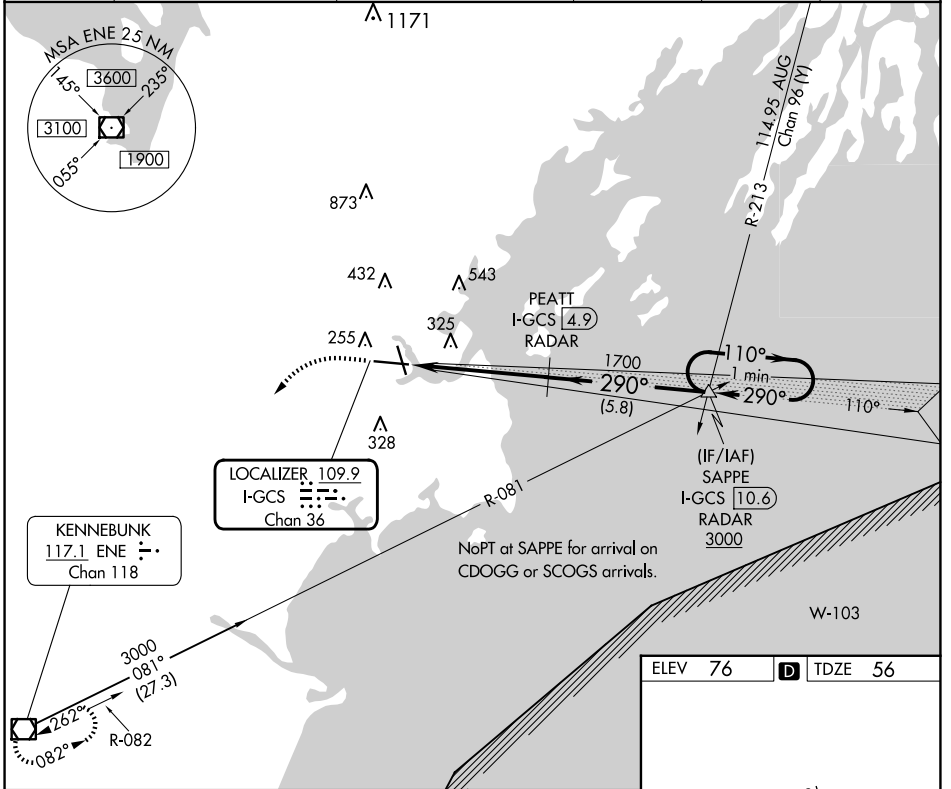 1171
MSA ENE 25 NM
145°
3600
235°
3100
1900
055°
114.95 AUG
Chan 96 (Y)
R-213
873
432
543
255
325
PEATT
I-GCS 4.9
RADAR
1700
290°
(5.8)
110°
1 min
290°
110°
328
LOCALIZER 109.9
I-GCS
Chan 36
(IF/IAF)
SAPPE
I-GCS 10.6
RADAR
3000
R-081
KENNEBUNK
117.1 ENE
Chan 118
NoPT at SAPPE for arrival on
CDOGG or SCOGS arrivals.
W-103
3000
081°
(27.3)
262°
082°
R-082
ELEV 76 D TDZE 56